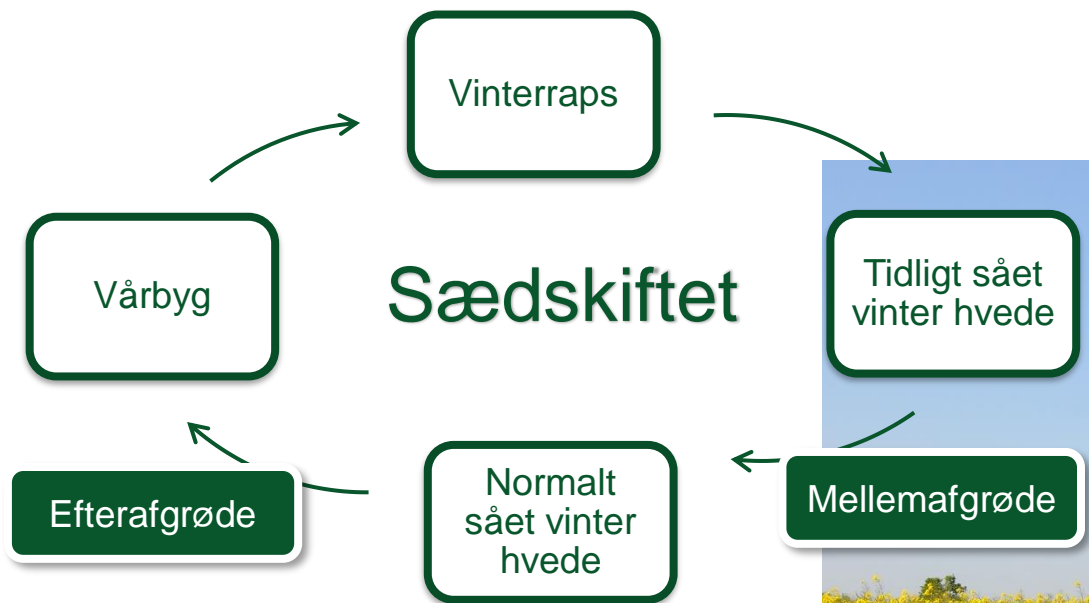 Vinterraps
Tidligt sået
vinter hvede
Sædskiftet
Vårbyg
Mellemafgrøde
Normalt
sået vinter
hvede
Efterafgrøde